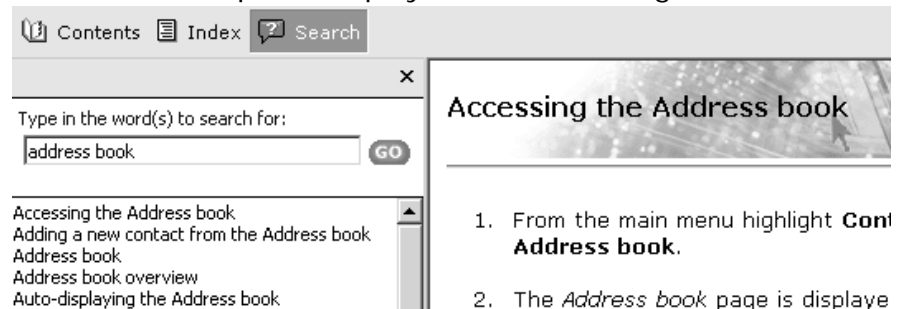 Contents Index Search
Type in the word(s) to search for:
address book
GO
Accessing the Address book
Adding a new contact from the Address book
Address book
Address book overview
Auto-displaying the Address book
Accessing the Address book
1. From the main menu highlight
Address book.
2. The Address book page is